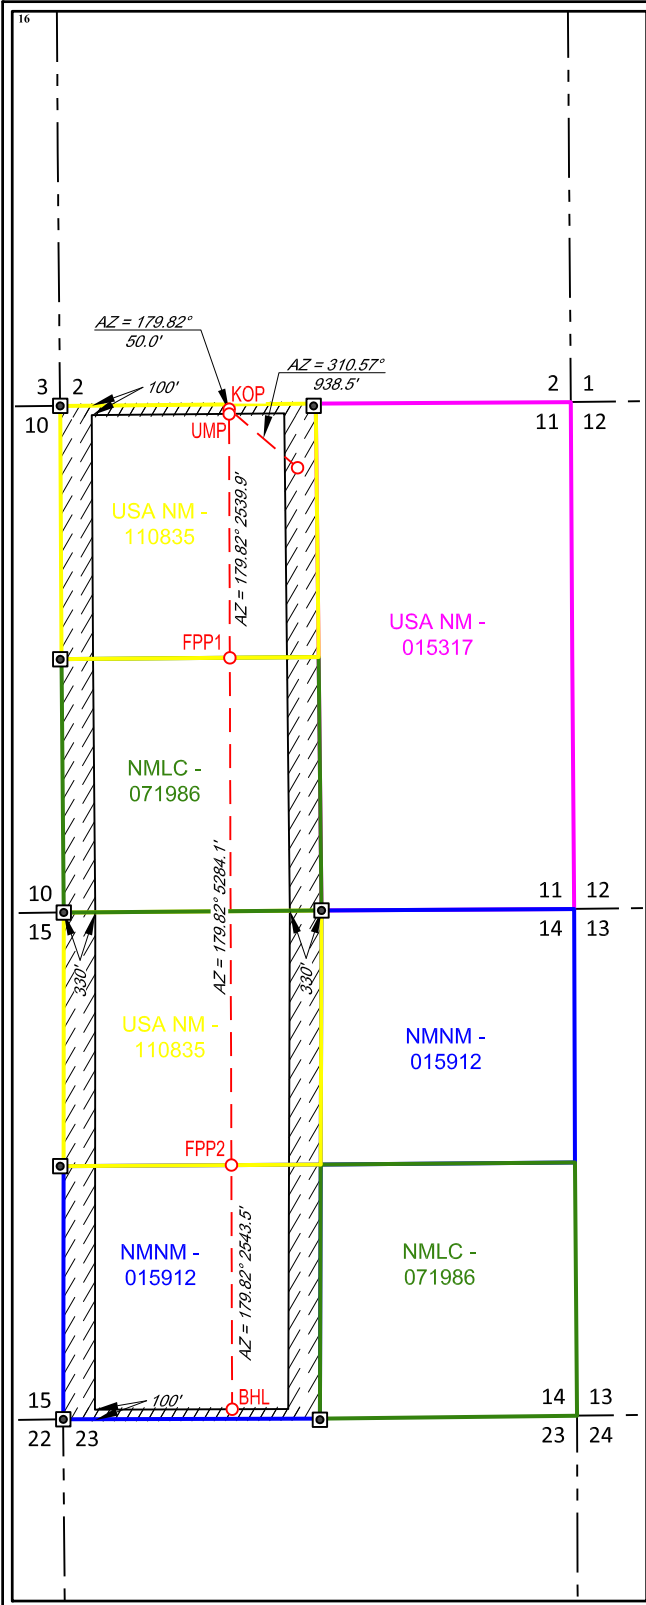 16
AZ = 179.82°
50.0'
AZ = 310.57°
938.5'
3 2
100'
KOP
2 1
10
UMP
11 12
USA NM -
110835
AZ = 179.82° 2539.9'
USA NM -
015317
FPP1
NMLC -
071986
AZ = 179.82° 5284.1'
10
11 12
15
14 13
330'
330'
USA NM -
110835
NMNM -
015912
FPP2
NMNM -
015912
AZ = 179.82° 2543.5'
NMLC -
071986
15
100'
BHL
14 13
22 23
23 24